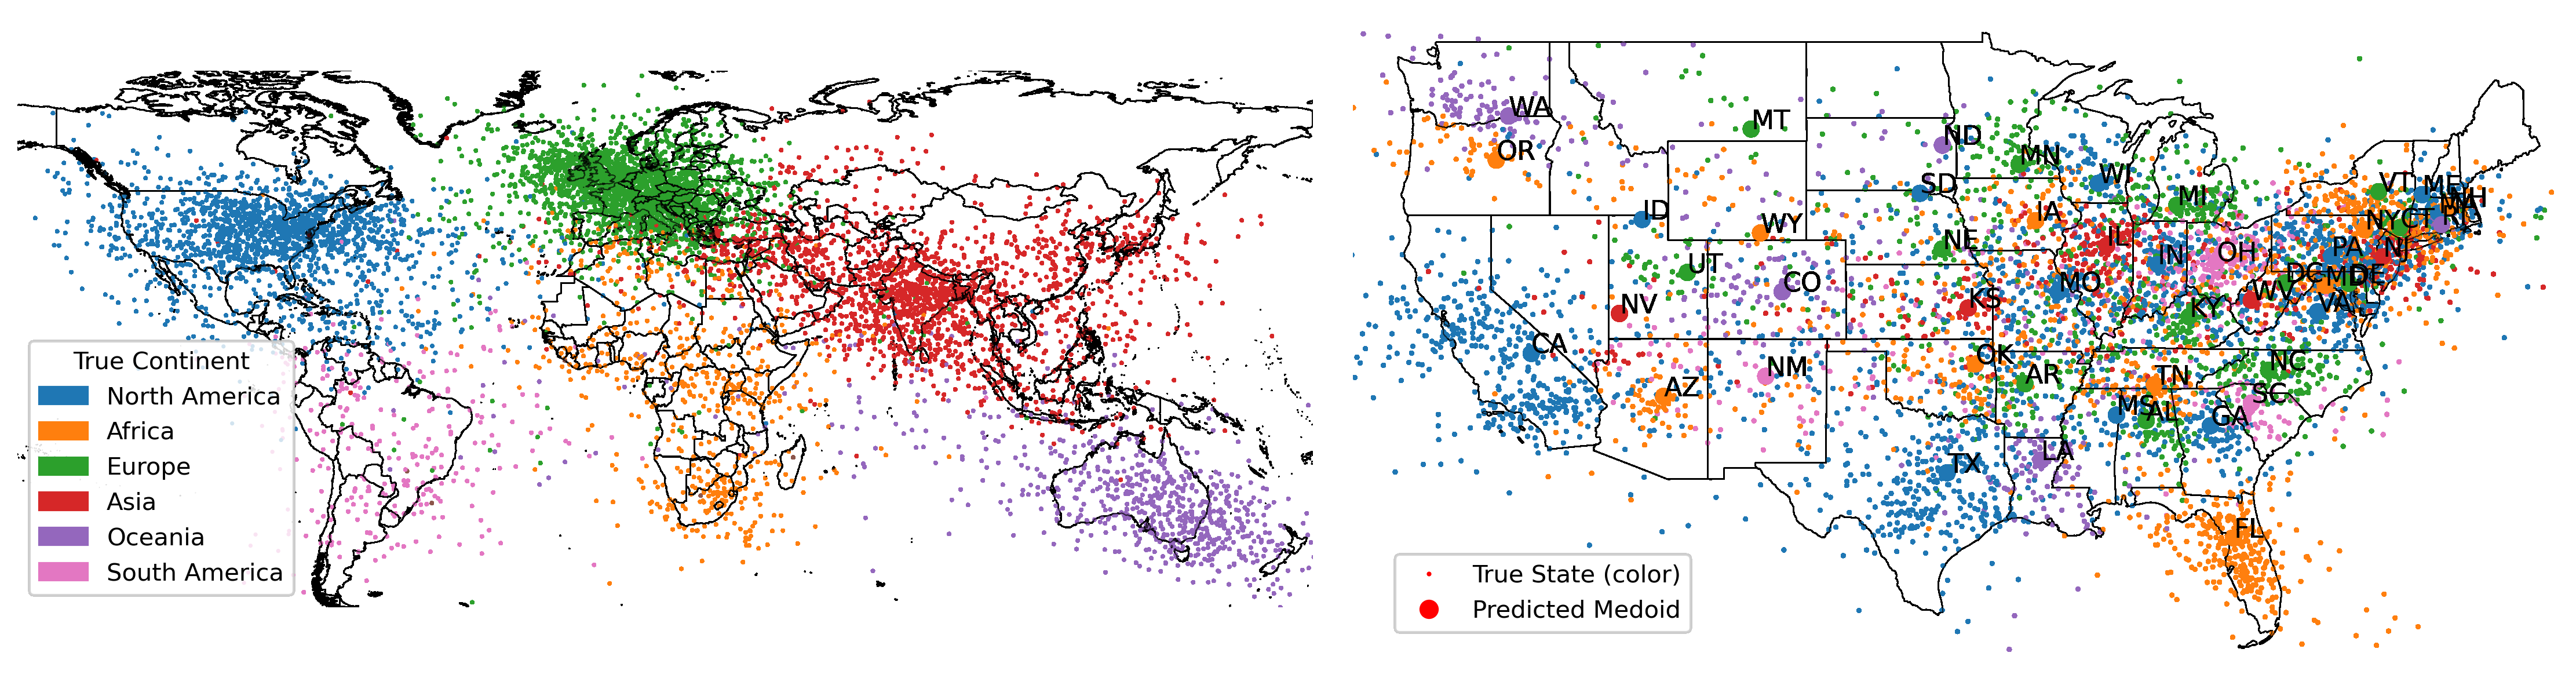 True Continent
North America
Africa
Europe
Asia
Oceania
South America
WA
MT
OR
ND
MN
WI
SD
MI
VT
ME
ID
IA
WY
NY
CT
NE
IL
UT
IN
OH
PA
NJ
CO
MO
DC
MD
DE
NV
KS
WV
KY
VA
CA
OK
NM
AR
TN
NC
AZ
SC
MS
AL
GA
LA
TX
FL
True State (color)
Predicted Medoid